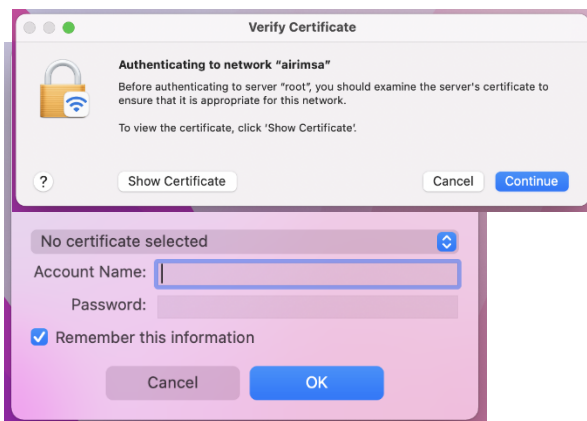 Verify Certificate
Authenticating to network “airimsa”
Before authenticating to server “root”, you should examine the server's certificate to
ensure that it is appropriate for this network.
To view the certificate, click ‘Show Certificate’.
? Show Certificate Cancel Continue
No certificate selected
Account Name:
Password:
Remember this information
Cancel OK